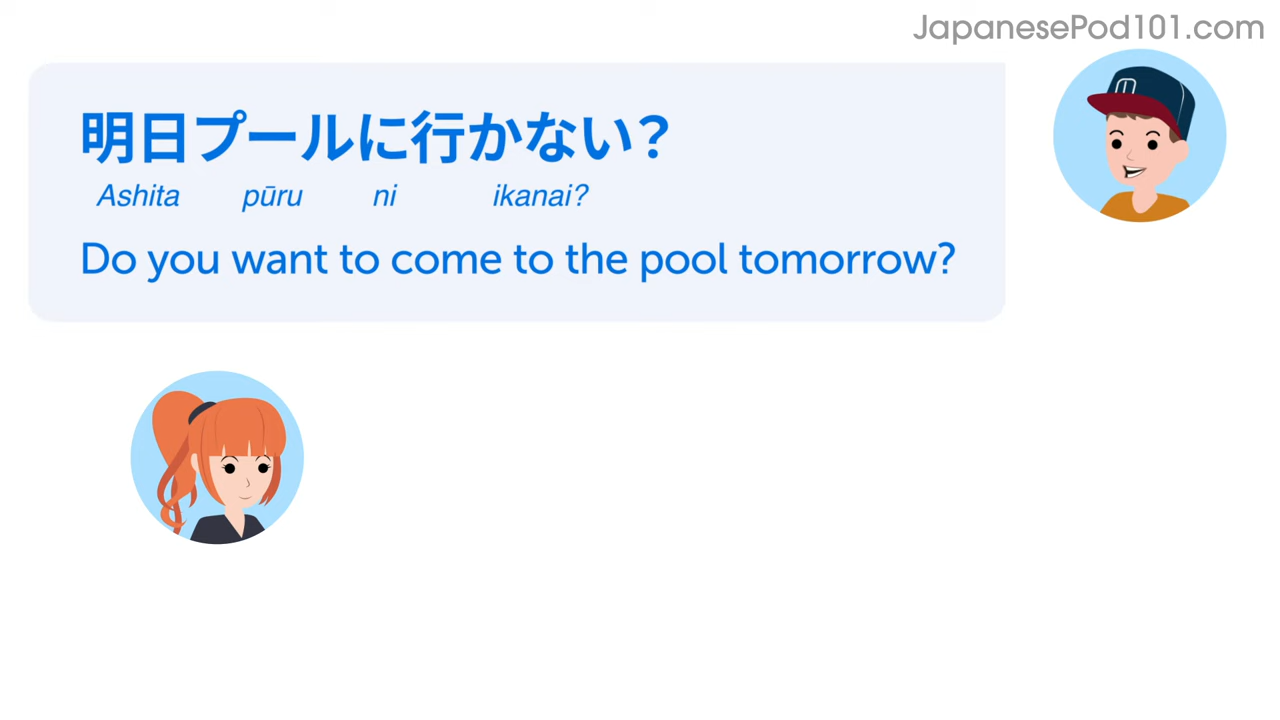 JapanesePod101.com
明日プールに行かない？
Ashita pūru ni ikanai?
Do you want to come to the pool tomorrow?